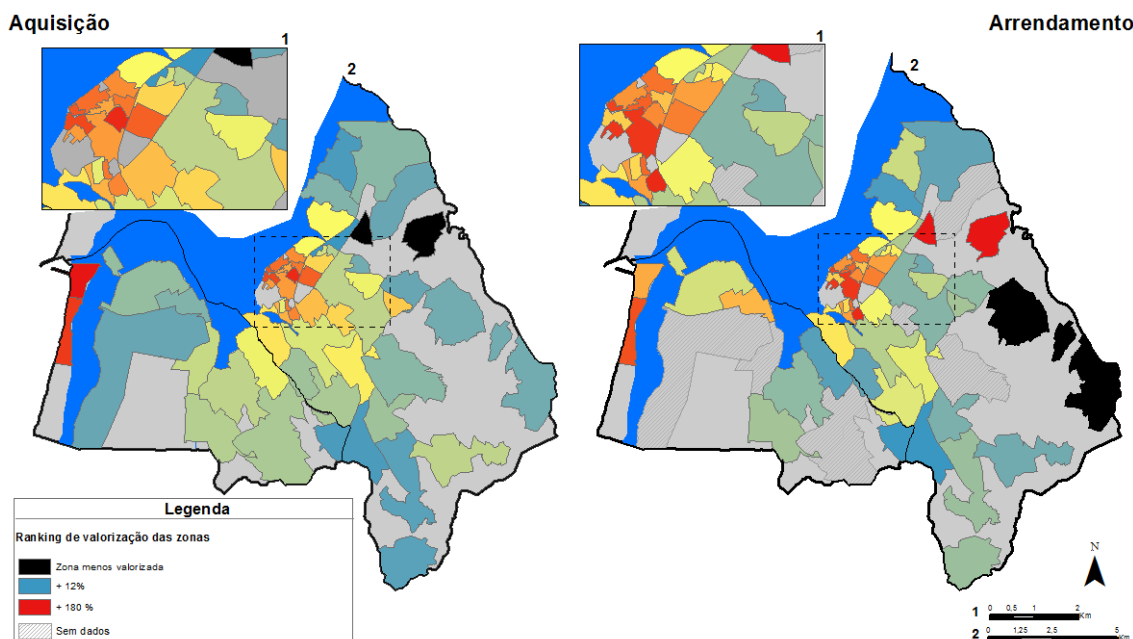 Aquisição
Arrendamento
1
2
1
2
Legenda
Ranking de valorização das zonas
Zona menos valorizada
+ 12%
+ 180 %
Sem dados
N
1
0 0,5 1 2
Km
2
0 1,25 2,5 5
Km